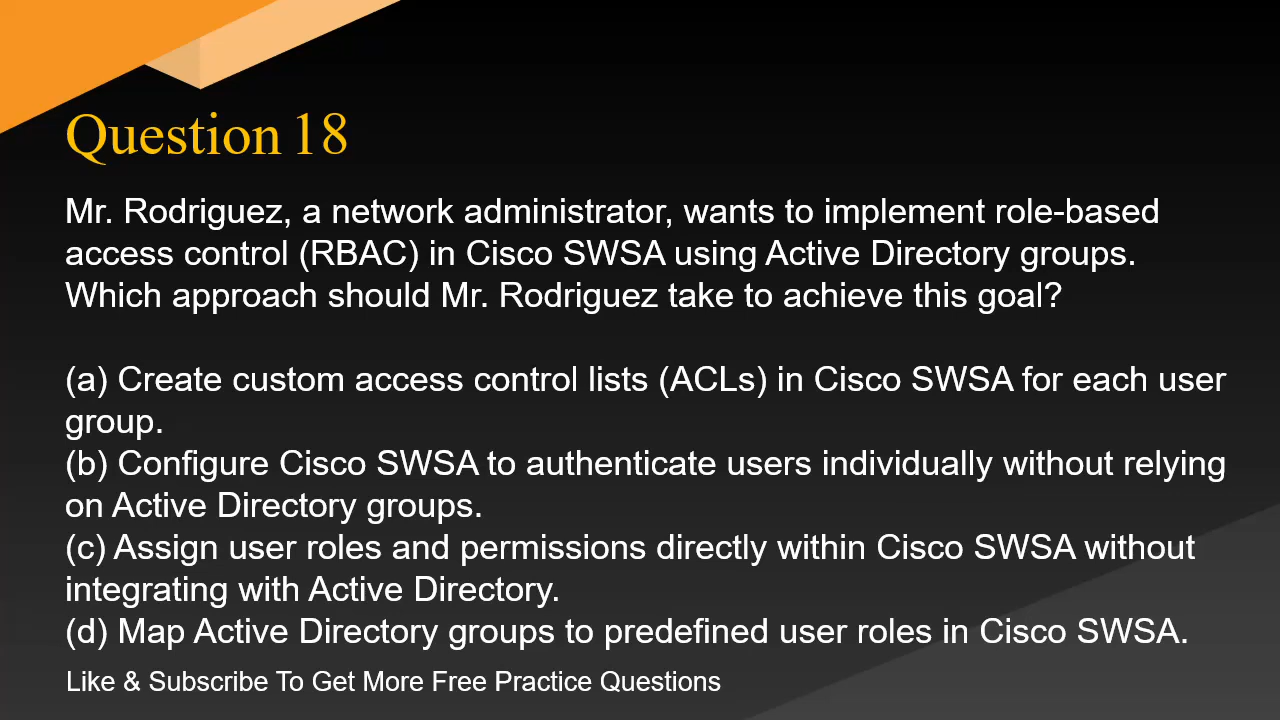 Question 18
Mr. Rodriguez, a network administrator, wants to implement role-based
access control (RBAC) in Cisco SWSA using Active Directory groups.
Which approach should Mr. Rodriguez take to achieve this goal?
(a) Create custom access control lists (ACLs) in Cisco SWSA for each user
group.
(b) Configure Cisco SWSA to authenticate users individually without relying
on Active Directory groups.
(c) Assign user roles and permissions directly within Cisco SWSA without
integrating with Active Directory.
(d) Map Active Directory groups to predefined user roles in Cisco SWSA.
Like & Subscribe To Get More Free Practice Questions